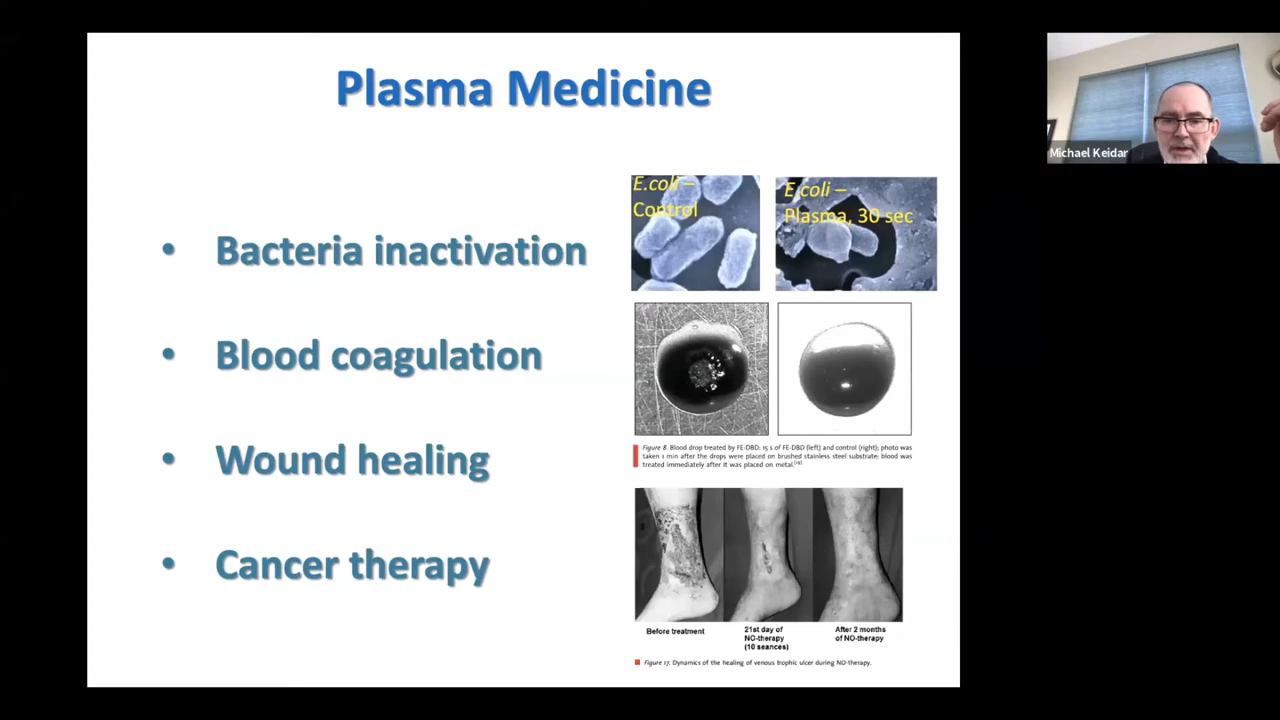 Plasma Medicine
• Bacteria inactivation
• Blood coagulation
• Wound healing
• Cancer therapy
E.coli –
Control
E.coli –
Plasma, 30 sec
Figure 8. Blood drop treated by FE-DBD: 15 s of FE-DBD (left) and control (right); photo was
taken 1 min after the drops were placed on brushed stainless steel substrate; blood was
treated immediately after it was placed on metal.[29]
Before treatment
21st day of
NO-therapy
(10 seances)
After 2 months
of NO-therapy
Figure 17. Dynamics of the healing of venous trophic ulcer during NO-therapy.
Michael Keidar